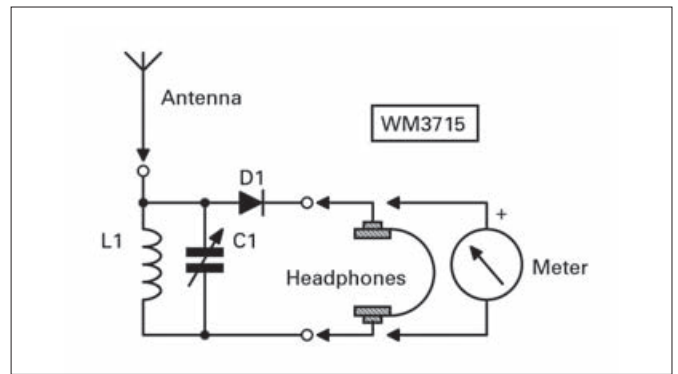 Antenna
WM3715
D1
L1
C1
+
Headphones
Meter